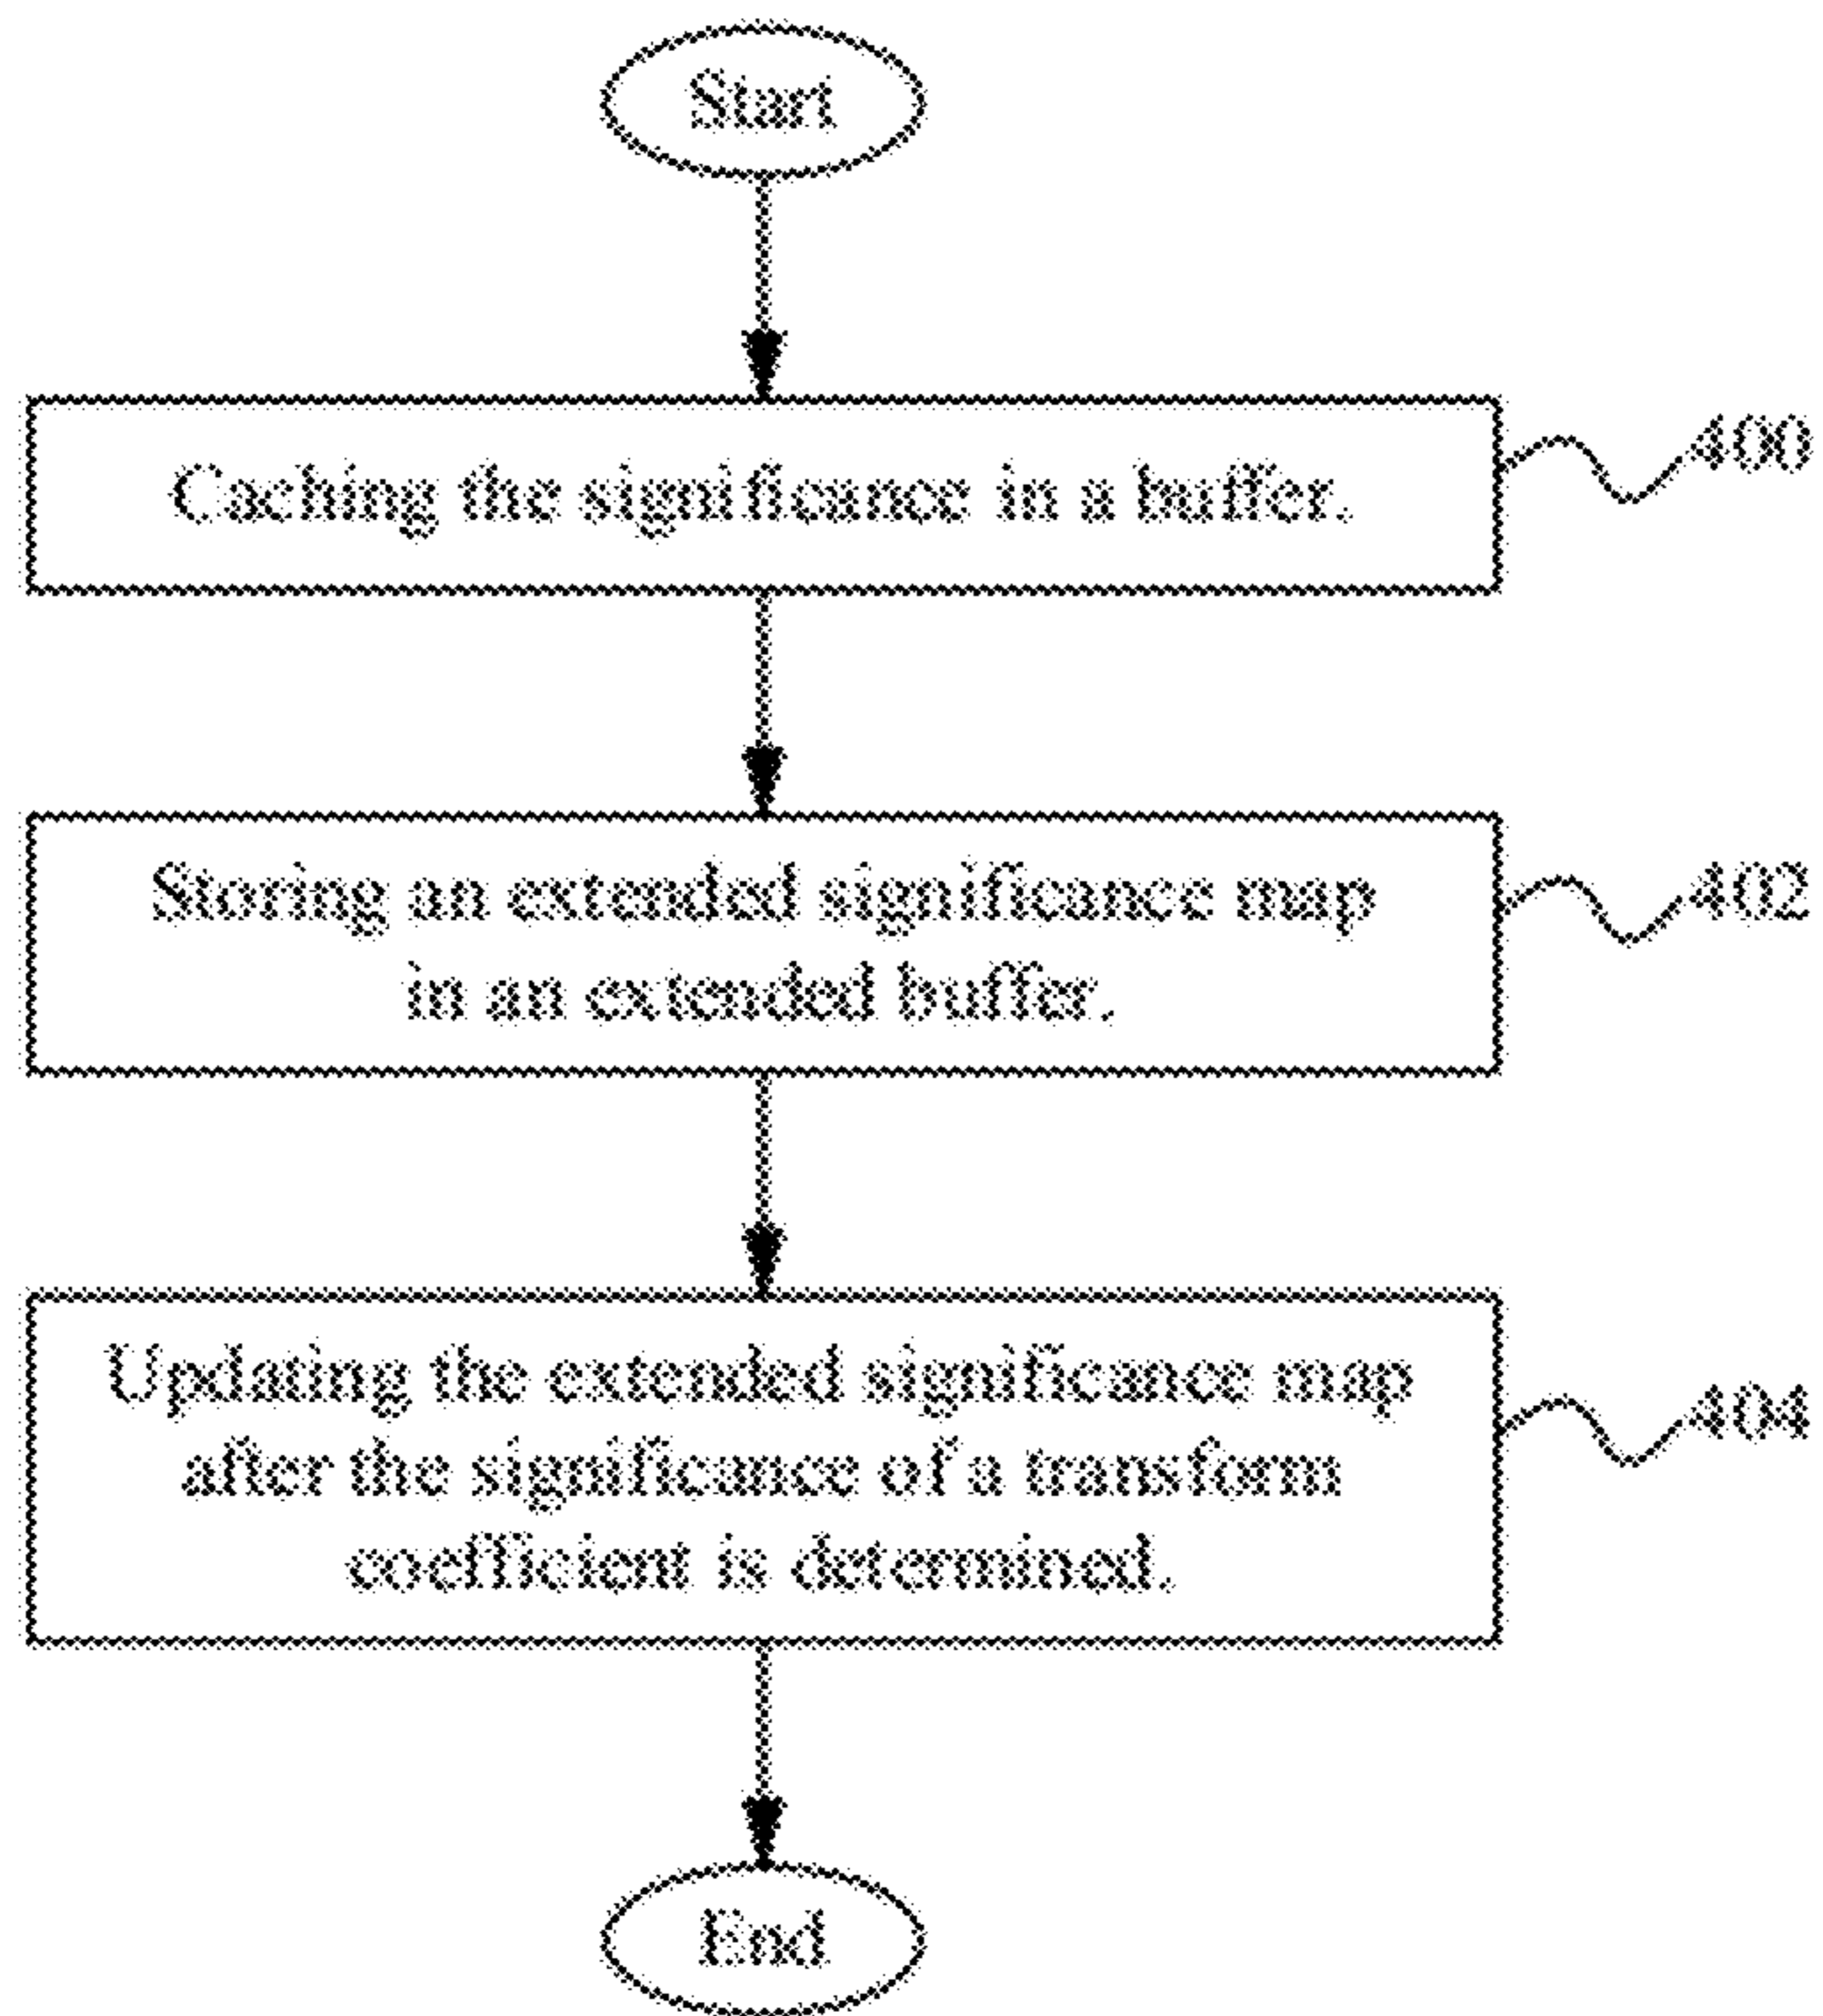 Start
Caching the significance in a buffer.
400
Storing an extended significance map
in an extended buffer.
402
Updating the extended significance map
after the significance of a transform
coefficient is determined.
404
End